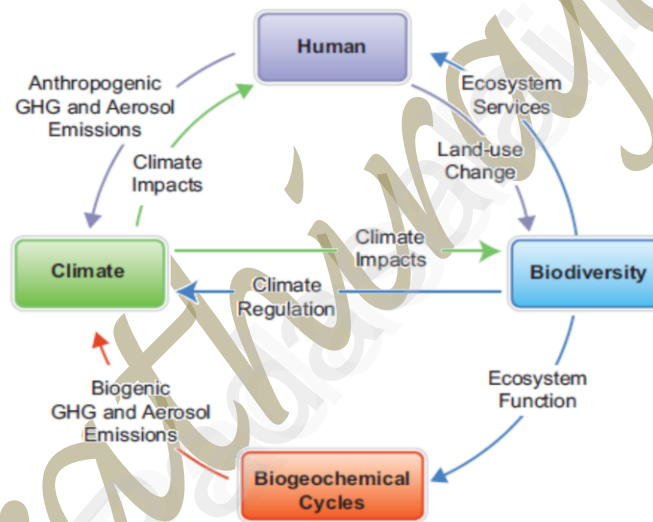 Human
Anthropogenic
GHG and Aerosol
Emissions
Ecosystem
Services
Climate
Impacts
Land-use
Change
Climate
Climate
Impacts
Biodiversity
Climate
Regulation
Biogenic
GHG and Aerosol
Emissions
Ecosystem
Function
Biogeochemical
Cycles